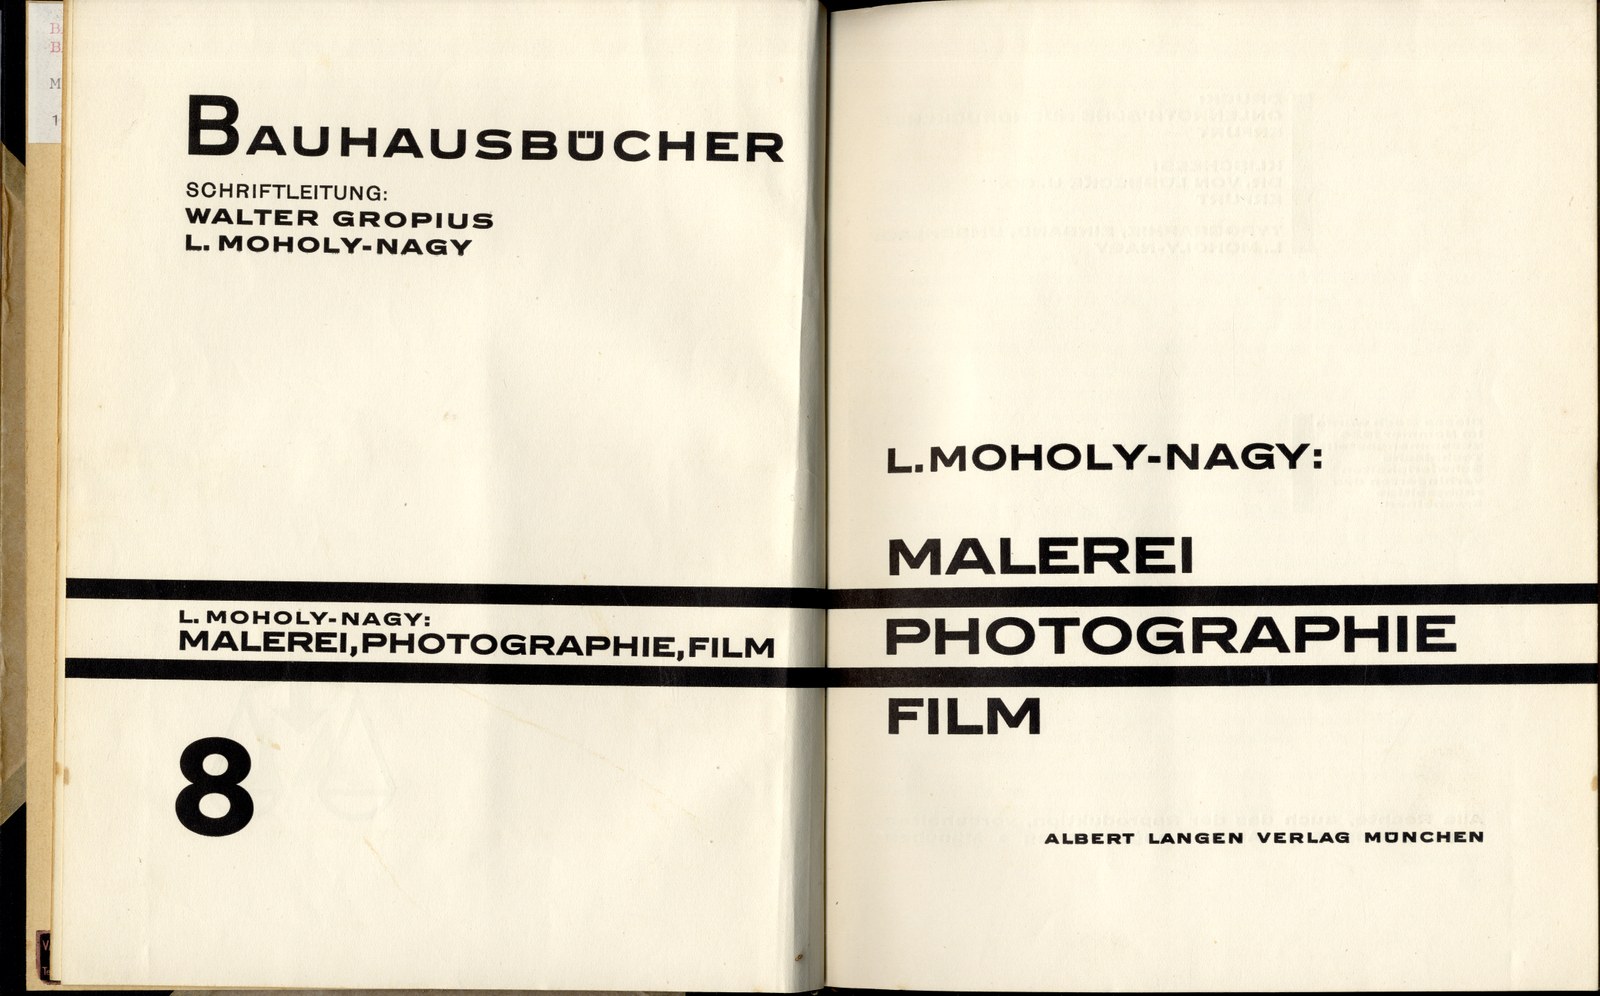 BAUHAUSBÜCHER
SCHRIFTLEITUNG:
WALTER GROPIUS
L. MOHOLY-NAGY
L. MOHOLY-NAGY:
MALEREI, PHOTOGRAPHIE, FILM
8
L. MOHOLY-NAGY:
MALEREI
PHOTOGRAPHIE
FILM
ALBERT LANGEN VERLAG MÜNCHEN